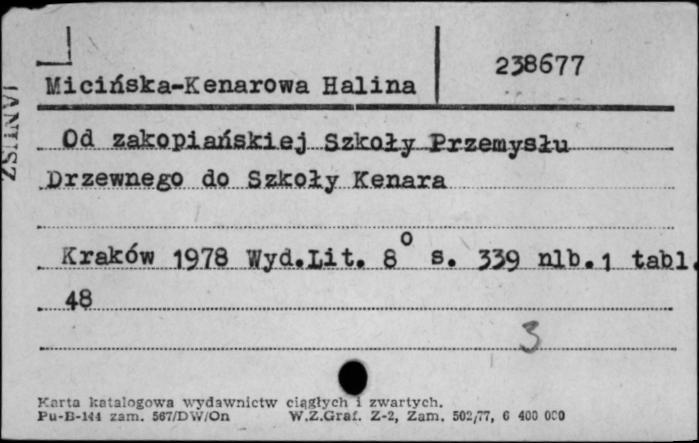 238677
Micińska-Kenarowa Halina
JANUSZ
Od zakopiańskiej Szkoły Przemysłu
Drzewnego do Szkoły Kenara
Kraków 1978 Wyd.Lit. 8° s. 339 nlb.1 tabl.
48
3
Karta katalogowa wydawnictw ciągłych i zwartych.
Pu-B-144 zam. 567/DW/On W.Z.Graf. Z-2, Zam. 502/77, 6 400 000